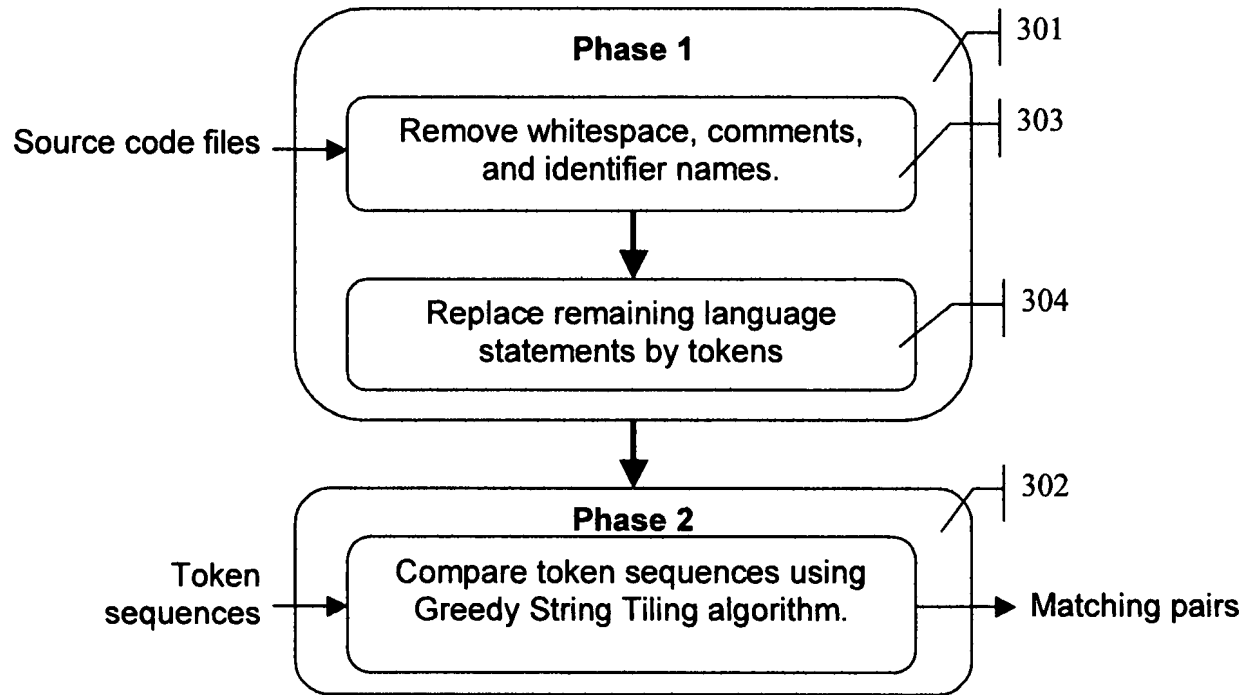 Phase 1
301
Source code files
Remove whitespace, comments,
and identifier names.
303
Replace remaining language
statements by tokens
304
Phase 2
302
Token
sequences
Compare token sequences using
Greedy String Tiling algorithm.
Matching pairs